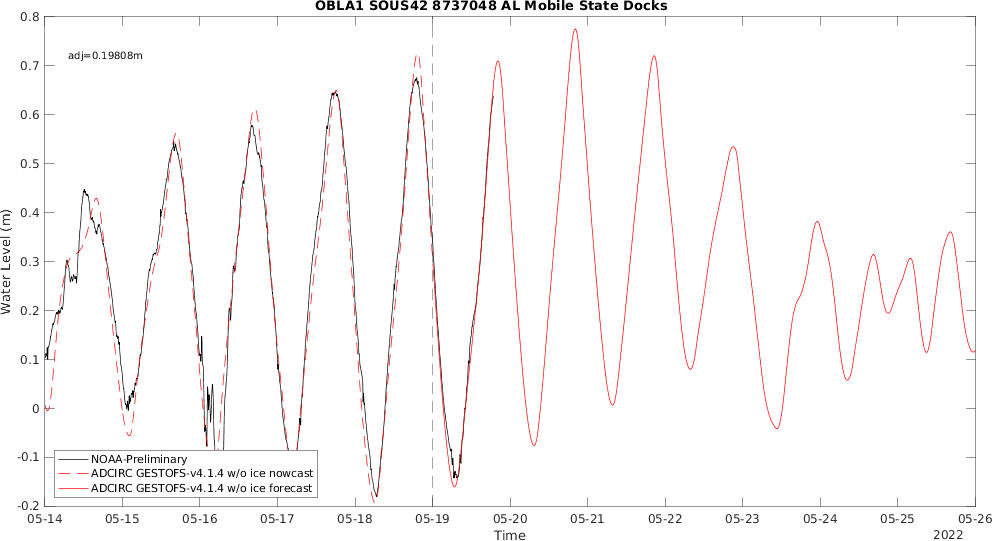 OBLA1 SOUS42 8737048 AL Mobile State Docks
adj=0.19808m
0.8
0.7
0.6
0.5
0.4
0.3
0.2
0.1
0
-0.1
-0.2
Water Level (m)
NOAA-Preliminary
ADCIRC GESTOFS-v4.1.4 w/o ice nowcast
ADCIRC GESTOFS-v4.1.4 w/o ice forecast
05-14 05-15 05-16 05-17 05-18 05-19 05-20 05-21 05-22 05-23 05-24 05-25 05-26
Time
2022